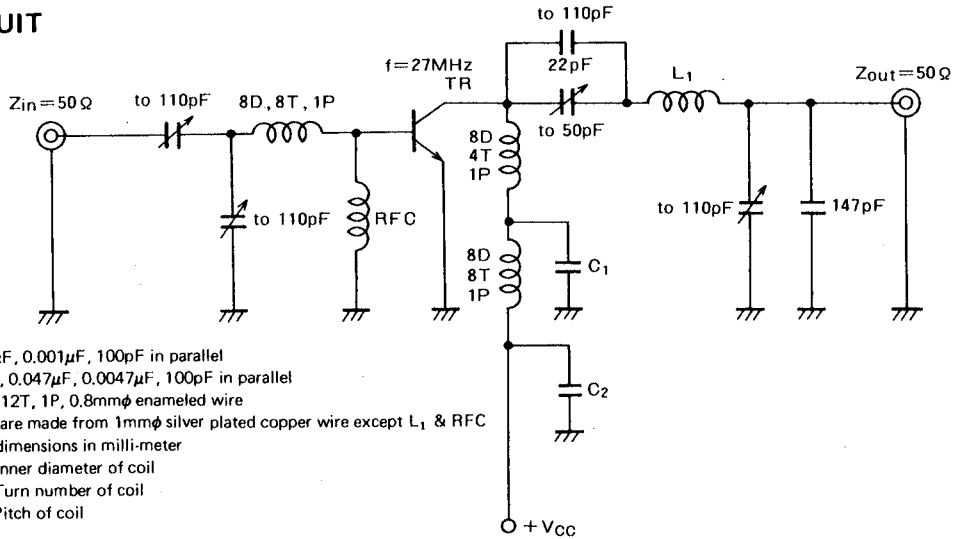 UIT
to 110pF
22pF
f=27MHz
TR
L₁
Zout=50Ω
Zin=50Ω
to 110pF
8D, 8T, 1P
to 50pF
8D
4T
1P
to 110pF
RFC
to 110pF
147pF
8D
8T
1P
C₁
F, 0.001μF, 100pF in parallel
, 0.047μF, 0.0047μF, 100pF in parallel
12T, 1P, 0.8mmφ enameled wire
are made from 1mmφ silver plated copper wire except L₁ & RFC
dimensions in milli-meter
nner diameter of coil
Turn number of coil
Pitch of coil
C₂
+VCC